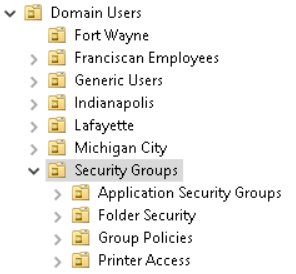 Domain Users
Fort Wayne
Franciscan Employees
Generic Users
Indianapolis
Lafayette
Michigan City
Security Groups
Application Security Groups
Folder Security
Group Policies
Printer Access